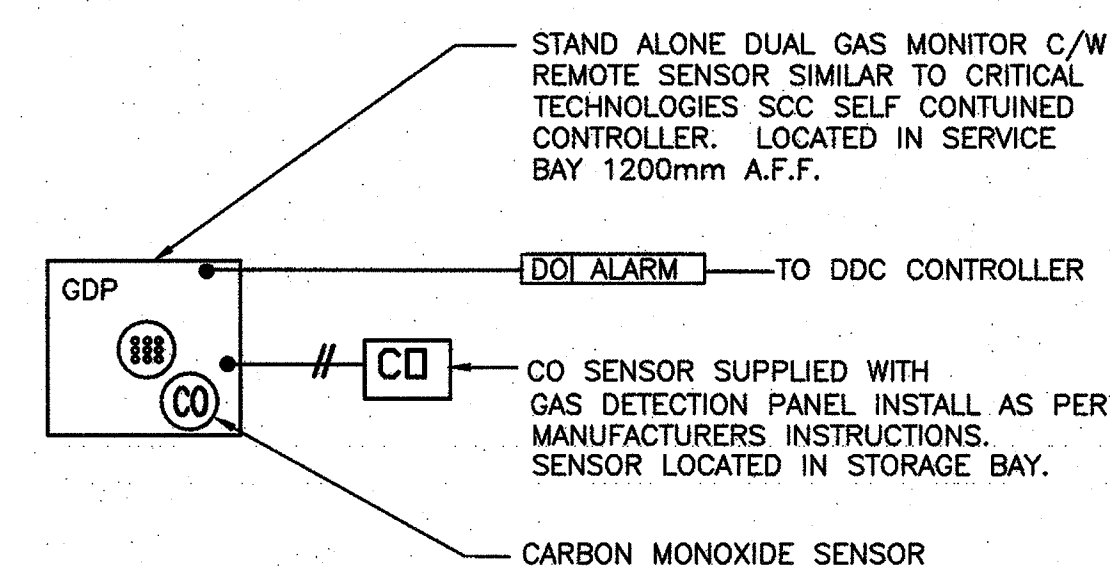 STAND ALONE DUAL GAS MONITOR C/W
REMOTE SENSOR SIMILAR TO CRITICAL
TECHNOLOGIES SCC SELF CONTUINED
CONTROLLER. LOCATED IN SERVICE
BAY 1200mm A.F.F.
GDP
DO ALARM TO DDC CONTROLLER
CO
CO
CO SENSOR SUPPLIED WITH
GAS DETECTION PANEL INSTALL AS PER
MANUFACTURERS INSTRUCTIONS.
SENSOR LOCATED IN STORAGE BAY.
CARBON MONOXIDE SENSOR